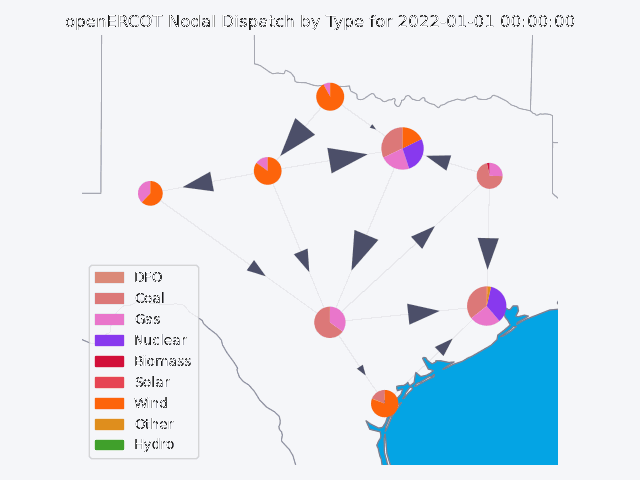 openERCOT Nodal Dispatch by Type for 2022-01-01 00:00:00
DFO
Coal
Gas
Nuclear
Biomass
Solar
Wind
Other
Hydro